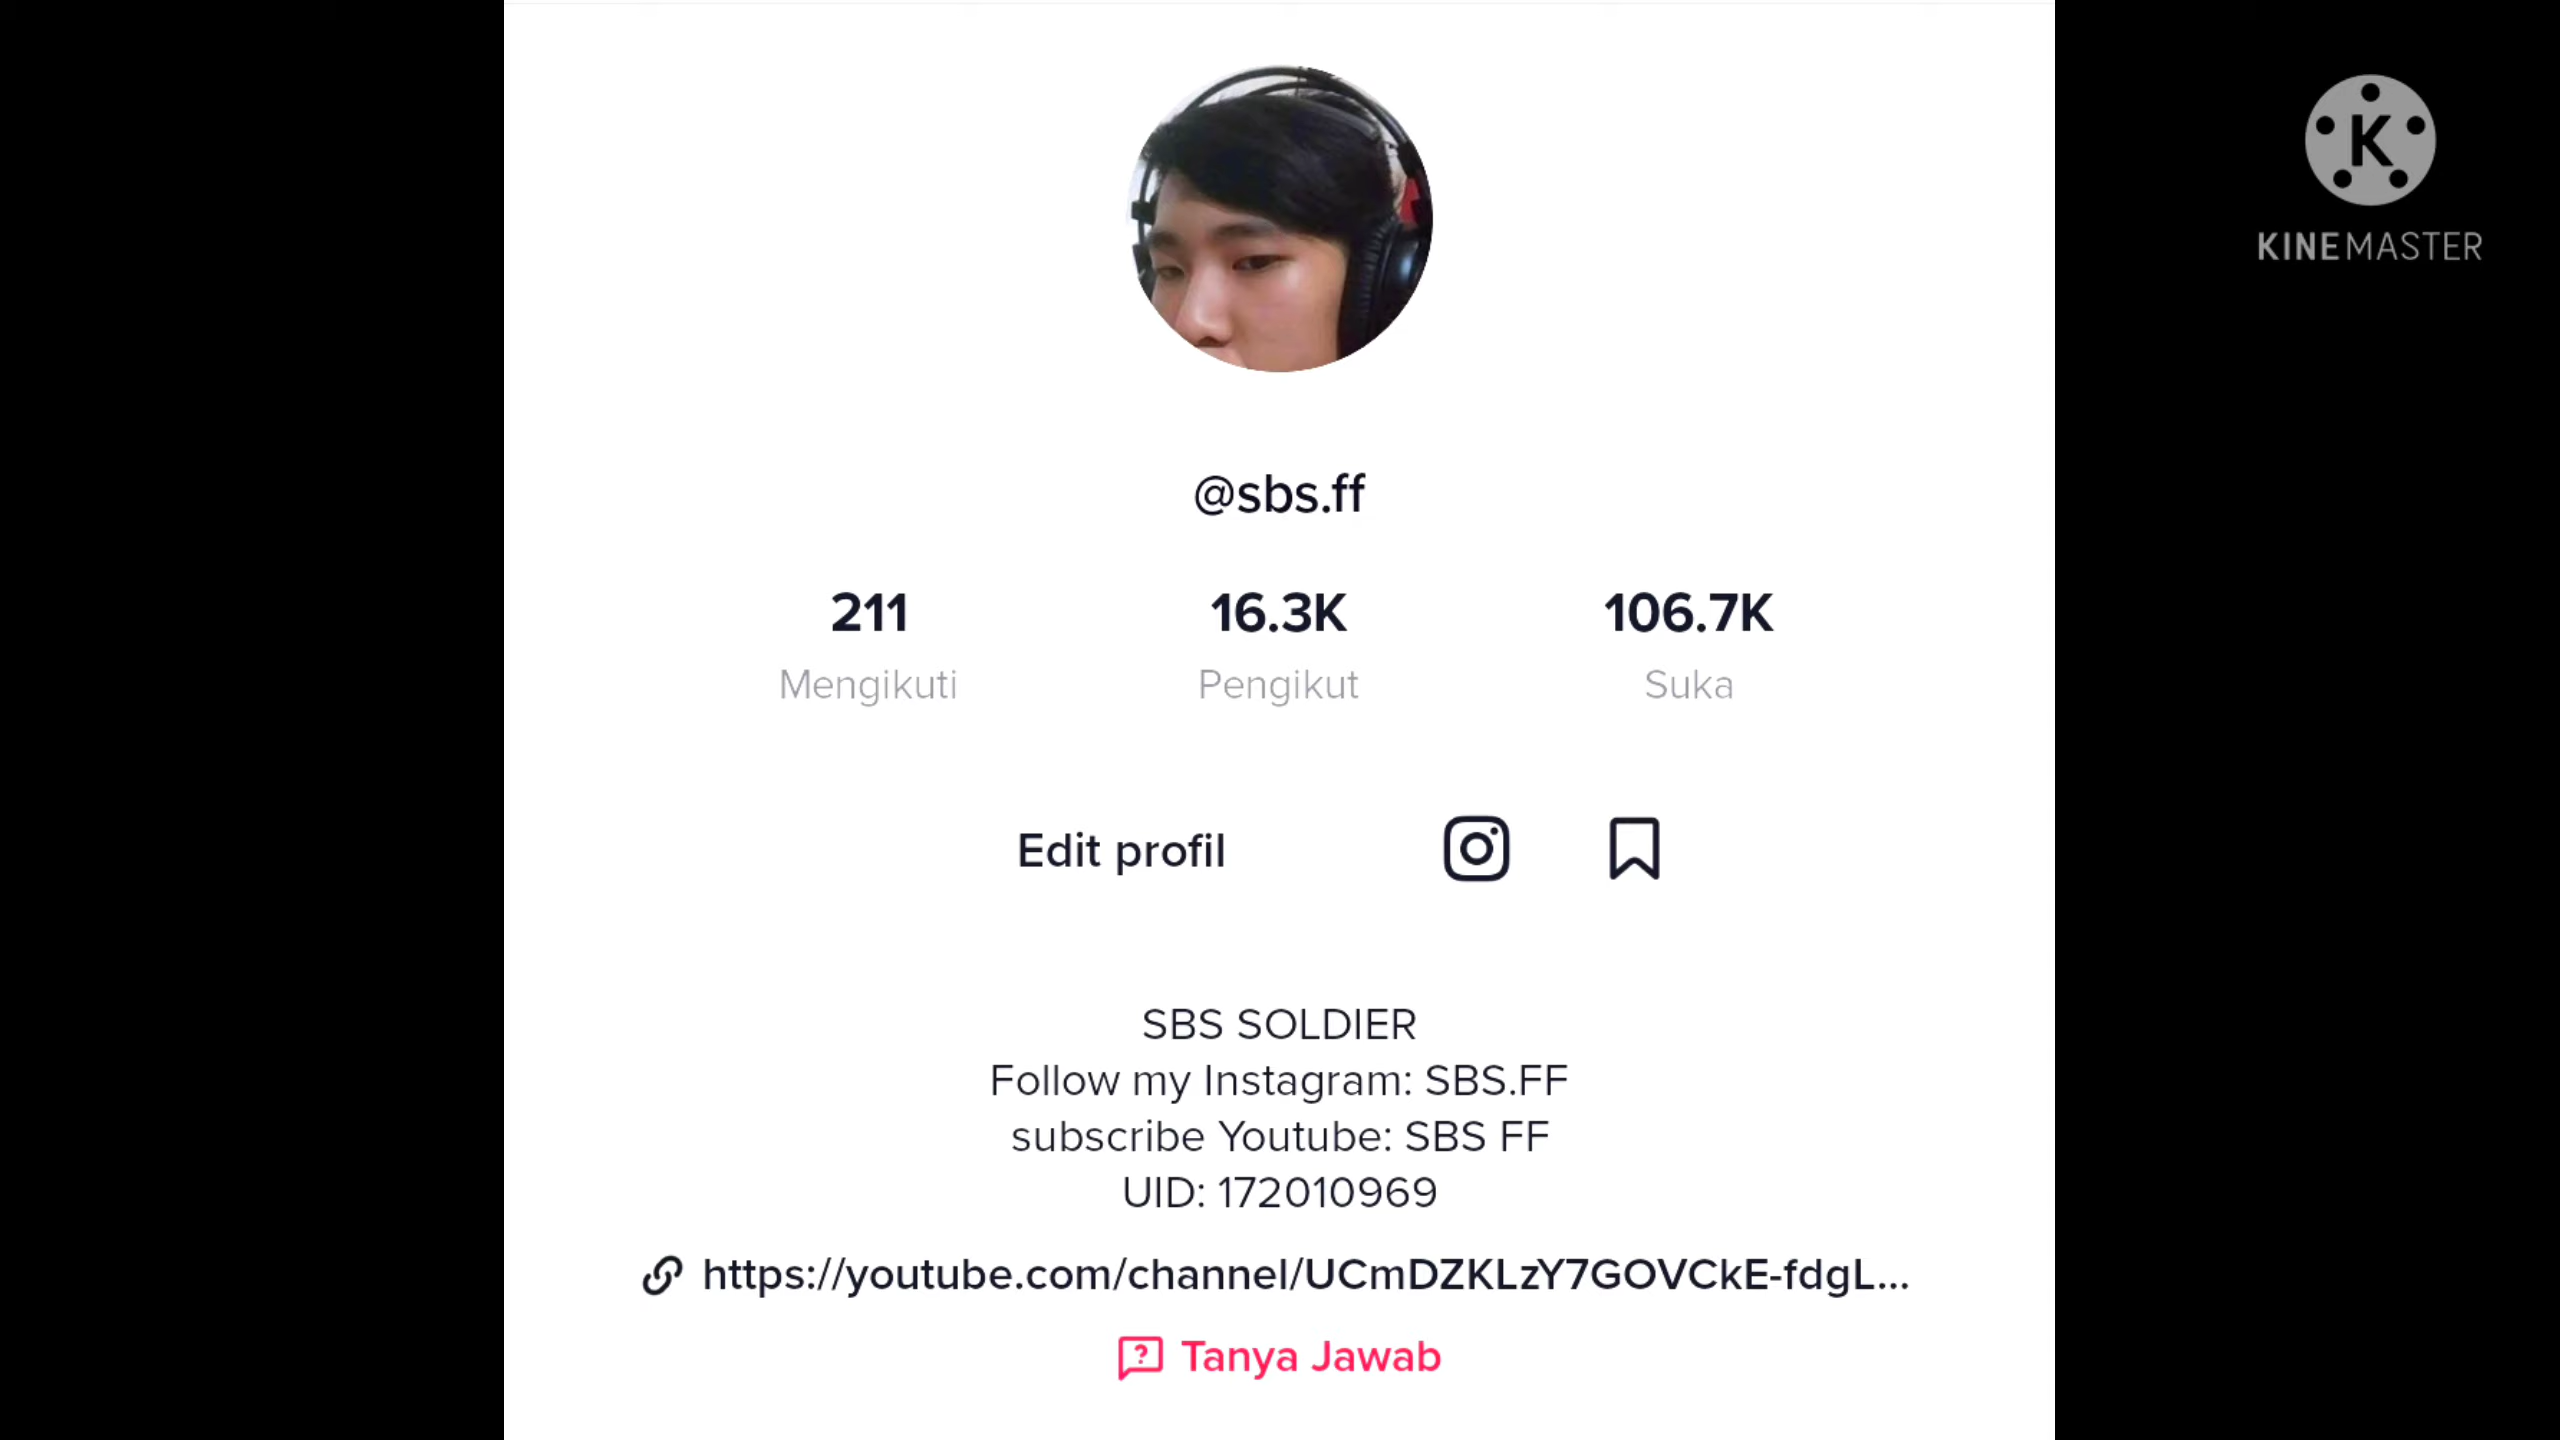 K
KINEMASTER
@sbs.ff
211 16.3K 106.7K
Mengikuti Pengikut Suka
Edit profil
SBS SOLDIER
Follow my Instagram: SBS.FF
subscribe Youtube: SBS FF
UID: 172010969
https://youtube.com/channel/UCmDZKLzY7GOVCkE-fdgL...
? Tanya Jawab